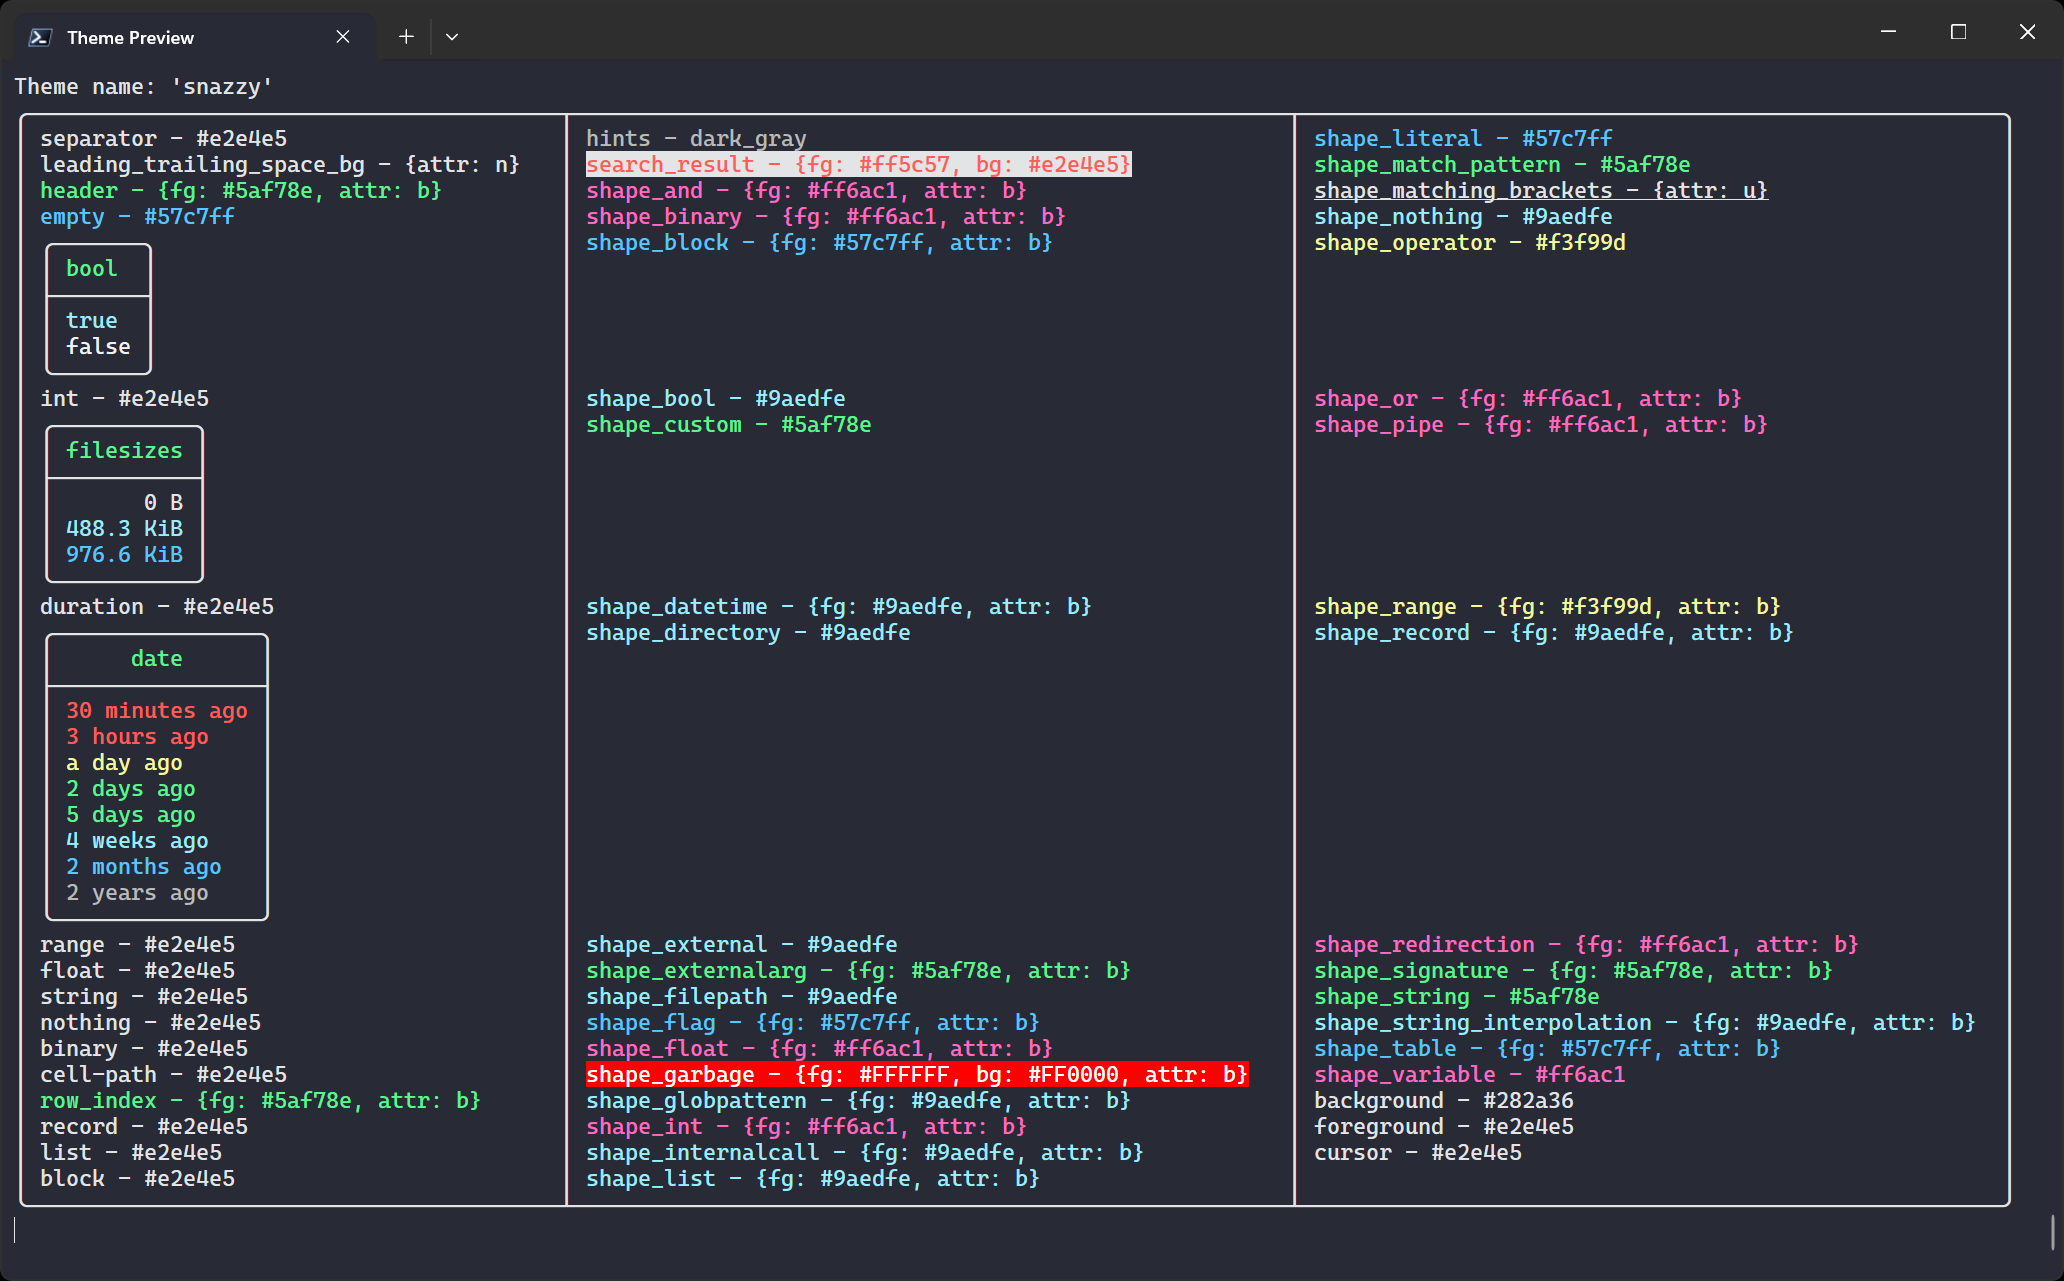 Theme Preview
Theme name: 'snazzy'
separator - #e2e4e5
leading_trailing_space_bg - {attr: n}
header - {fg: #5af78e, attr: b}
empty - #57c7ff
bool
true
false
int - #e2e4e5
filesizes
0 B
488.3 KiB
976.6 KiB
duration - #e2e4e5
date
30 minutes ago
3 hours ago
a day ago
2 days ago
5 days ago
4 weeks ago
2 months ago
2 years ago
range - #e2e4e5
float - #e2e4e5
string - #e2e4e5
nothing - #e2e4e5
binary - #e2e4e5
cell-path - #e2e4e5
row_index - {fg: #5af78e, attr: b}
record - #e2e4e5
list - #e2e4e5
block - #e2e4e5
hints - dark_gray
search_result - {fg: #ff5c57, bg: #e2e4e5}
shape_and - {fg: #ff6ac1, attr: b}
shape_binary - {fg: #ff6ac1, attr: b}
shape_block - {fg: #57c7ff, attr: b}
shape_bool - #9aedfe
shape_custom - #5af78e
shape_datetime - {fg: #9aedfe, attr: b}
shape_directory - #9aedfe
shape_external - #9aedfe
shape_externalarg - {fg: #5af78e, attr: b}
shape_filepath - #9aedfe
shape_flag - {fg: #57c7ff, attr: b}
shape_float - {fg: #ff6ac1, attr: b}
shape_garbage - {fg: #FFFFFF, bg: #FF0000, attr: b}
shape_globpattern - {fg: #9aedfe, attr: b}
shape_int - {fg: #ff6ac1, attr: b}
shape_internalcall - {fg: #9aedfe, attr: b}
shape_list - {fg: #9aedfe, attr: b}
shape_literal - #57c7ff
shape_match_pattern - #5af78e
shape_matching_brackets - {attr: u}
shape_nothing - #9aedfe
shape_operator - #f3f99d
shape_or - {fg: #ff6ac1, attr: b}
shape_pipe - {fg: #ff6ac1, attr: b}
shape_range - {fg: #f3f99d, attr: b}
shape_record - {fg: #9aedfe, attr: b}
shape_redirection - {fg: #ff6ac1, attr: b}
shape_signature - {fg: #5af78e, attr: b}
shape_string - #5af78e
shape_string_interpolation - {fg: #9aedfe, attr: b}
shape_table - {fg: #57c7ff, attr: b}
shape_variable - #ff6ac1
background - #282a36
foreground - #e2e4e5
cursor - #e2e4e5